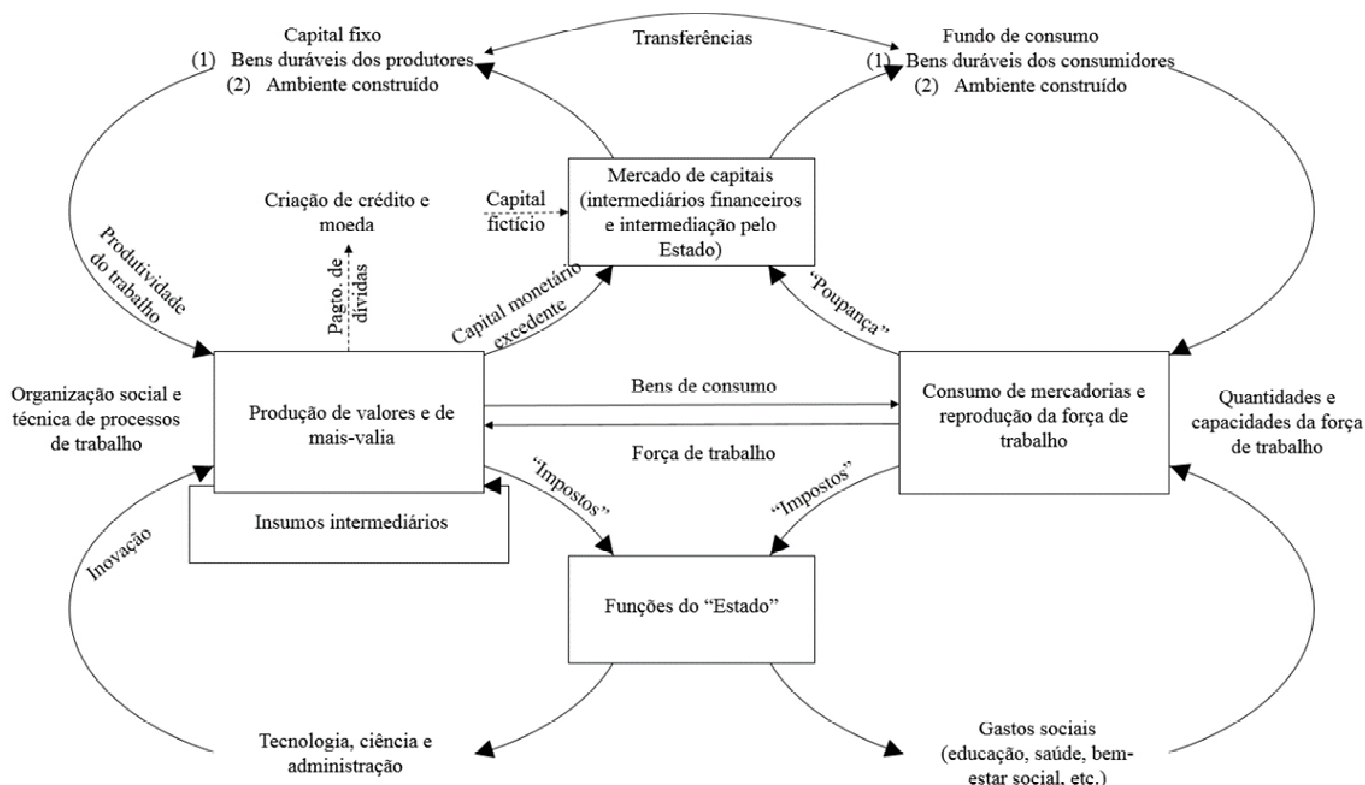 Capital fixo
(1) Bens duráveis dos produtores
(2) Ambiente construído
Transferências
Fundo de consumo
(1) Bens duráveis dos consumidores
(2) Ambiente construído
Mercado de capitais
(intermediários financeiros
e intermediação pelo
Estado)
Criação de crédito e
moeda
Capital
fictício
Produtividade
do trabalho
Pagto. de
dívidas
Capital monetário
excedente
“Poupança”
Organização social e
técnica de processos
de trabalho
Produção de valores e de
mais-valia
Bens de consumo
Força de trabalho
Consumo de mercadorias e
reprodução da força de
trabalho
Quantidades e
capacidades da força
de trabalho
Insumos intermediários
“Impostos”
“Impostos”
Inovação
Funções do “Estado”
Tecnologia, ciência e
administração
Gastos sociais
(educação, saúde, bem-
estar social, etc.)